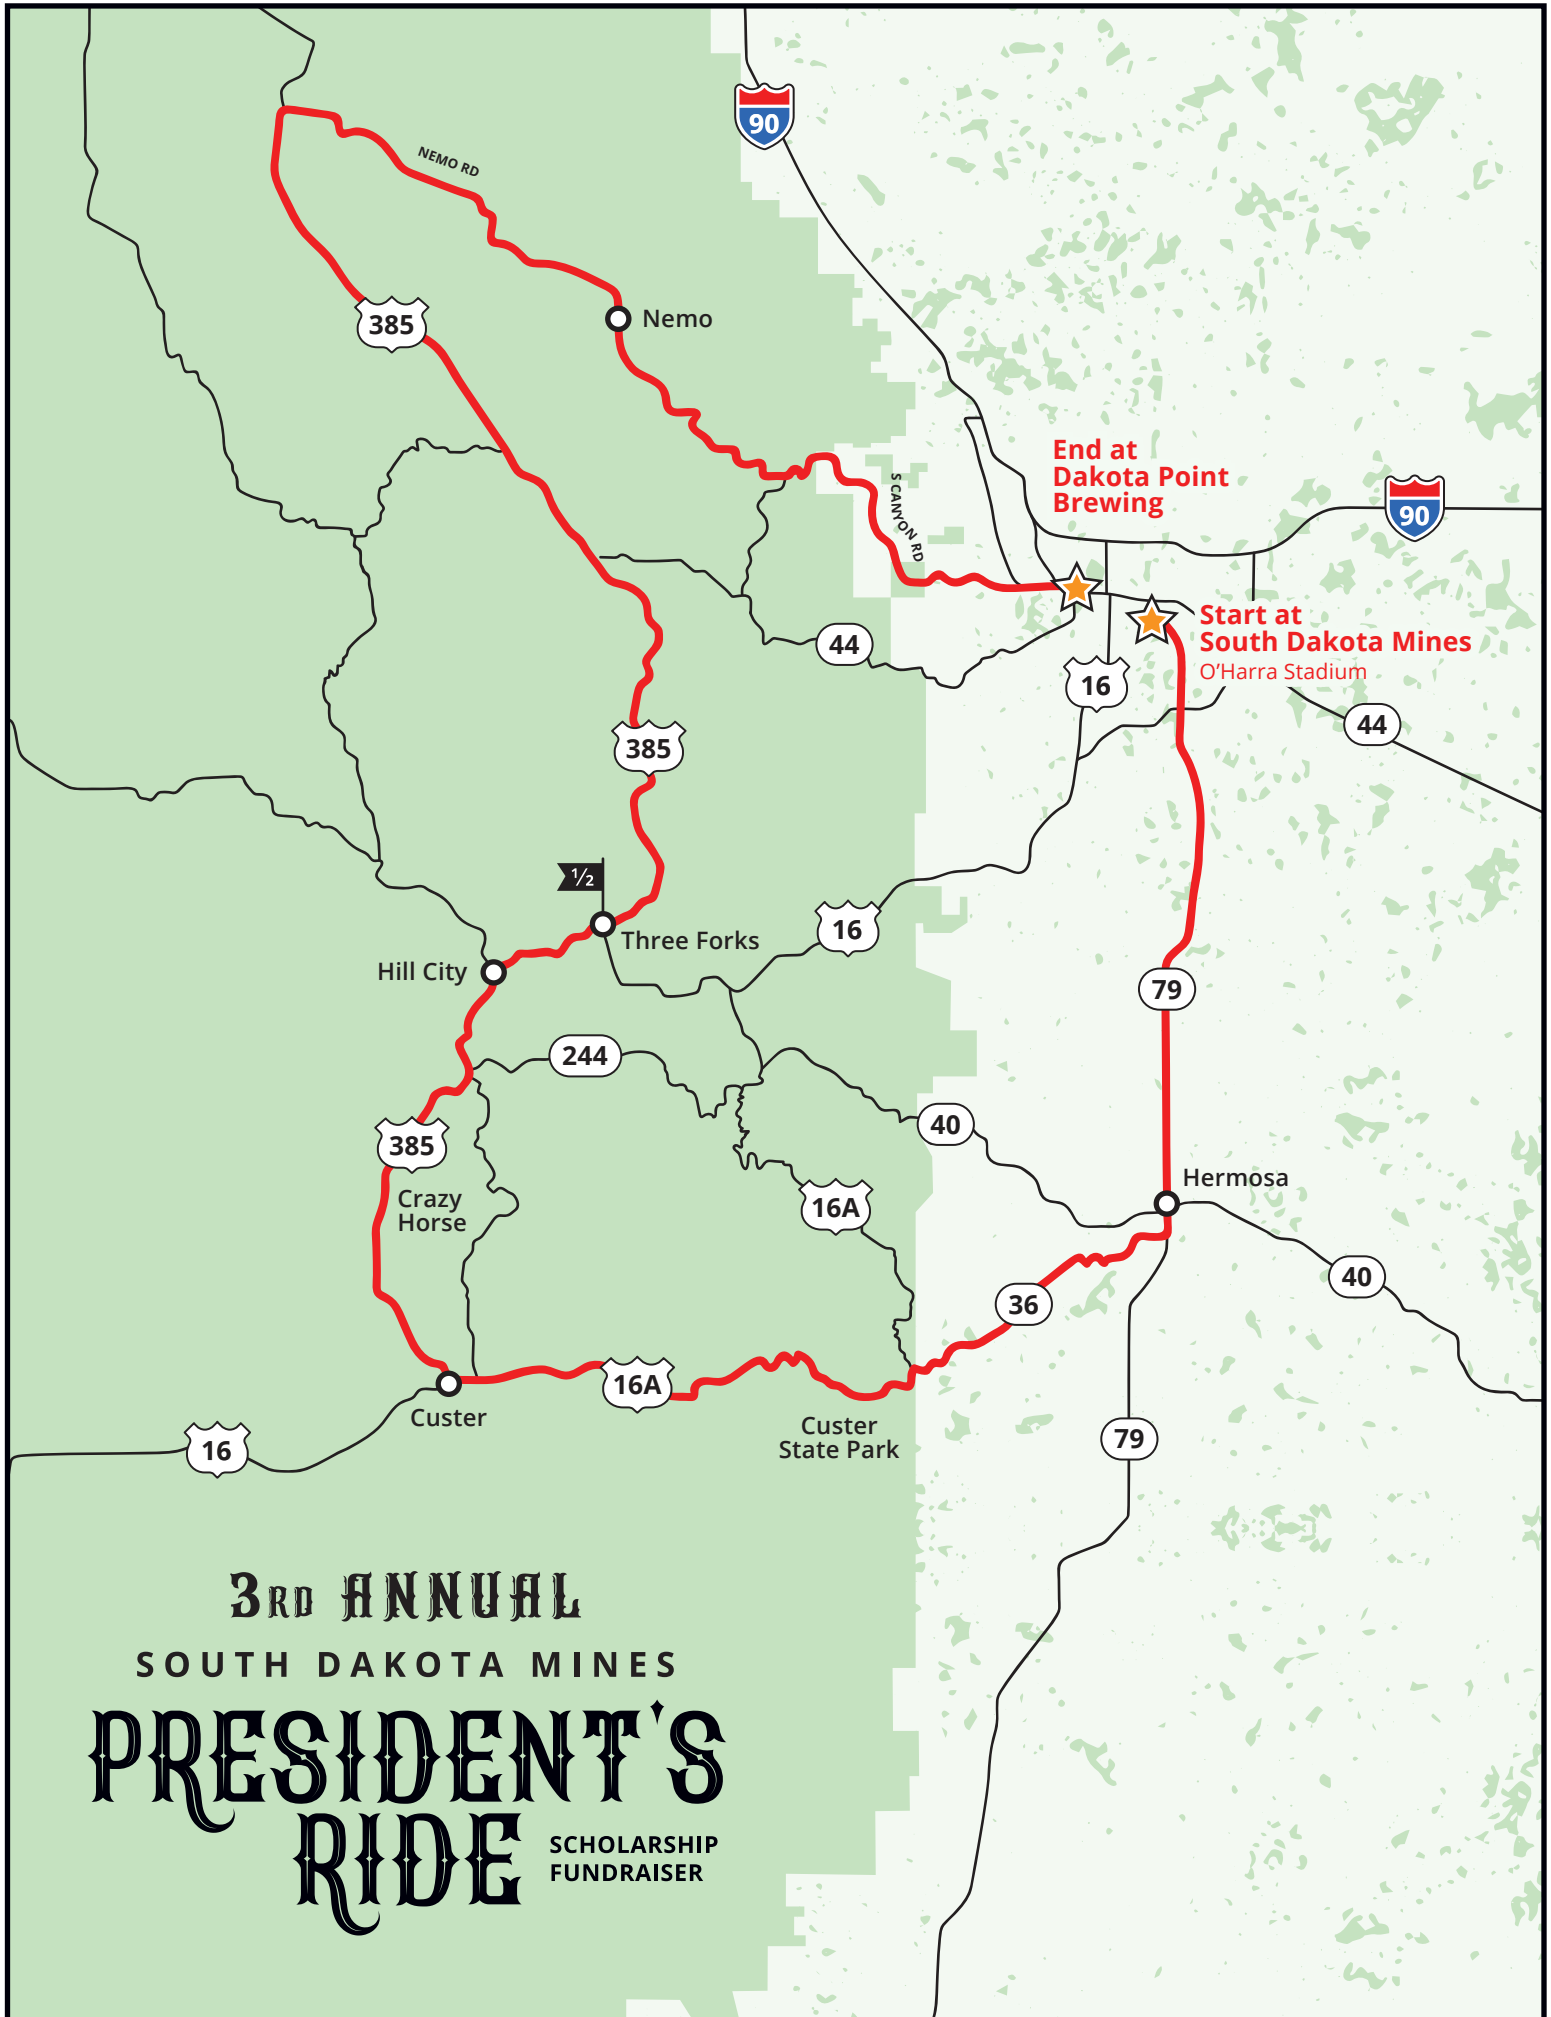 90
NEMO RD
385
Nemo
End at
Dakota Point
Brewing
S CANYON RD
90
Start at
South Dakota Mines
O'Harra Stadium
44
16
44
385
1/2
Three Forks
16
Hill City
79
244
40
385
Crazy
Horse
Hermosa
16A
40
36
16A
Custer
Custer
State Park
79
16
3RD ANNUAL
SOUTH DAKOTA MINES
PRESIDENT'S
RIDE
SCHOLARSHIP
FUNDRAISER